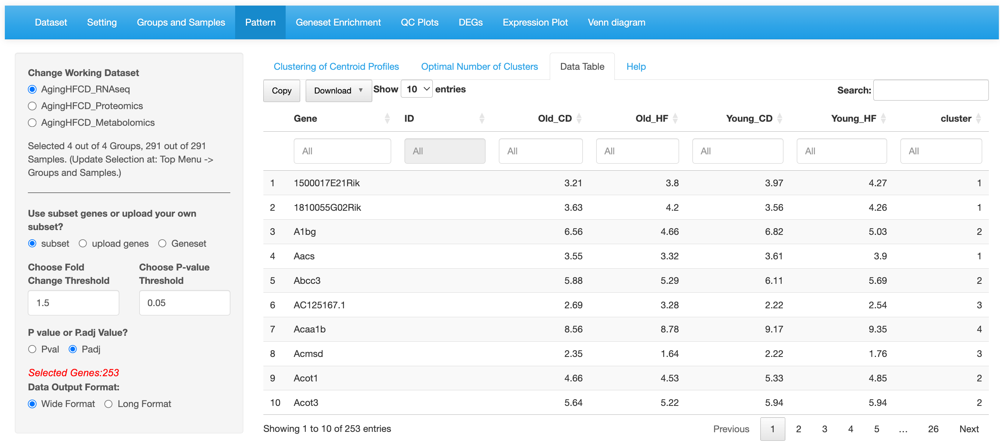 Dataset Setting Groups and Samples Pattern Geneset Enrichment QC Plots DEGs Expression Plot Venn diagram
Change Working Dataset
AgingHFCD_RNAseq
AgingHFCD_Proteomics
AgingHFCD_Metabolomics
Selected 4 out of 4 Groups, 291 out of 291
Samples. (Update Selection at: Top Menu ->
Groups and Samples.)
Use subset genes or upload your own
subset?
subset upload genes Geneset
Choose Fold
Change Threshold
Choose P-value
Threshold
1.5 0.05
P value or P.adj Value?
Pval Padj
Selected Genes:253
Data Output Format:
Wide Format Long Format
Clustering of Centroid Profiles Optimal Number of Clusters Data Table Help
Copy Download ▼ Show 10 entries Search:
Gene ID Old_CD Old_HF Young_CD Young_HF cluster
All All All All All All All
1 1500017E21Rik 3.21 3.8 3.97 4.27 1
2 1810055G02Rik 3.63 4.2 3.56 4.26 1
3 A1bg 6.56 4.66 6.82 5.03 2
4 Aacs 3.55 3.32 3.61 3.9 1
5 Abcc3 5.88 5.29 6.11 5.69 2
6 AC125167.1 2.69 3.28 2.22 2.54 3
7 Acaa1b 8.56 8.78 9.17 9.35 4
8 Acmsd 2.35 1.64 2.22 1.76 3
9 Acot1 4.66 4.53 5.33 4.85 2
10 Acot3 5.64 5.22 5.94 5.94 2
Showing 1 to 10 of 253 entries Previous 1 2 3 4 5 … 26 Next